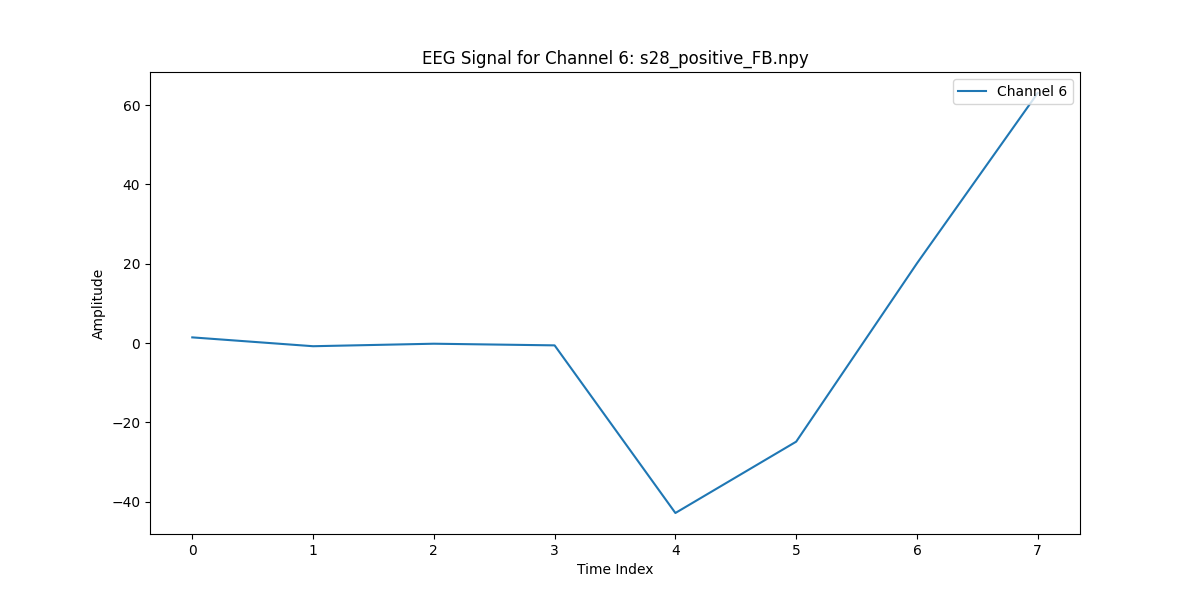 EEG Signal for Channel 6: s28_positive_FB.npy
Channel 6
60
40
20
0
−20
−40
Amplitude
0 1 2 3 4 5 6 7
Time Index